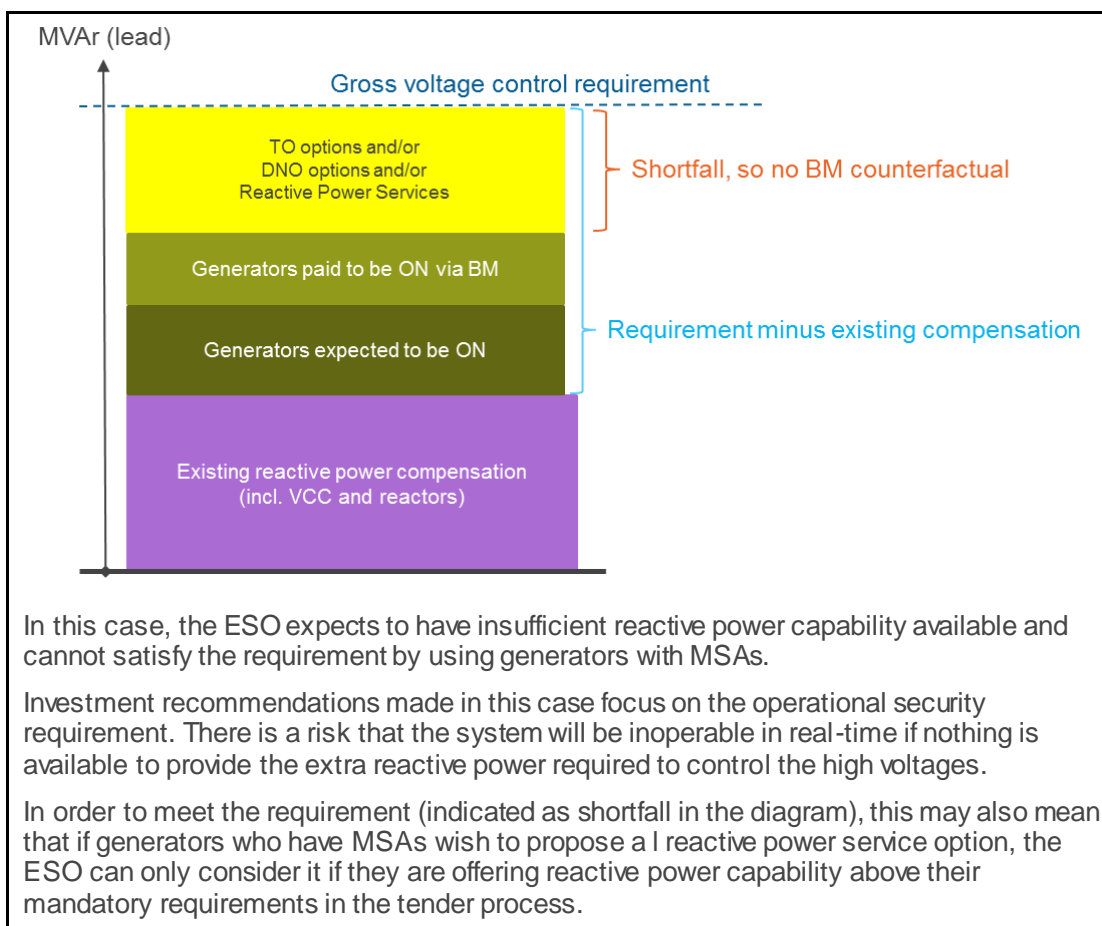 MVAr (lead)
Gross voltage control requirement
TO options and/or
DNO options and/or
Reactive Power Services
Shortfall, so no BM counterfactual
Generators paid to be ON via BM
Requirement minus existing compensation
Generators expected to be ON
Existing reactive power compensation
(incl. VCC and reactors)
In this case, the ESO expects to have insufficient reactive power capability available and
cannot satisfy the requirement by using generators with MSAs.
Investment recommendations made in this case focus on the operational security
requirement. There is a risk that the system will be inoperable in real-time if nothing is
available to provide the extra reactive power required to control the high voltages.
In order to meet the requirement (indicated as shortfall in the diagram), this may also mean
that if generators who have MSAs wish to propose a l reactive power service option, the
ESO can only consider it if they are offering reactive power capability above their
mandatory requirements in the tender process.